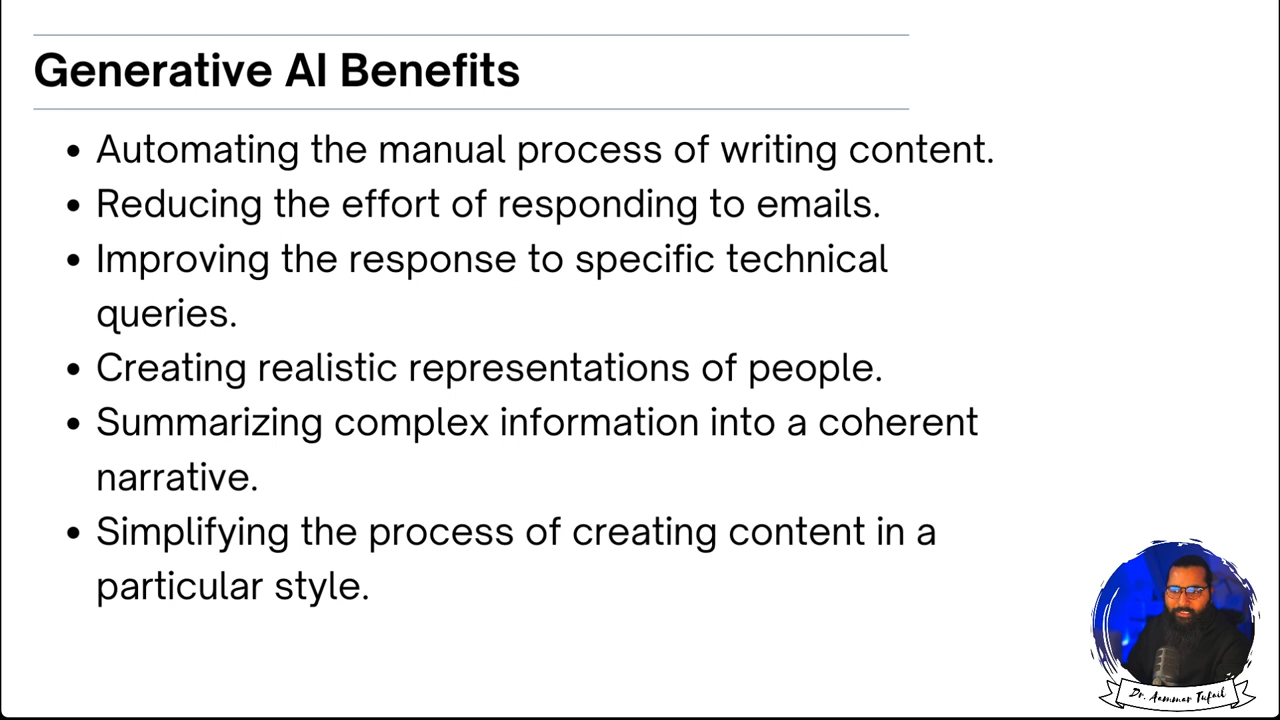 Generative AI Benefits
• Automating the manual process of writing content.
• Reducing the effort of responding to emails.
• Improving the response to specific technical
queries.
• Creating realistic representations of people.
• Summarizing complex information into a coherent
narrative.
• Simplifying the process of creating content in a
particular style.
Dr. Aammar Tufail